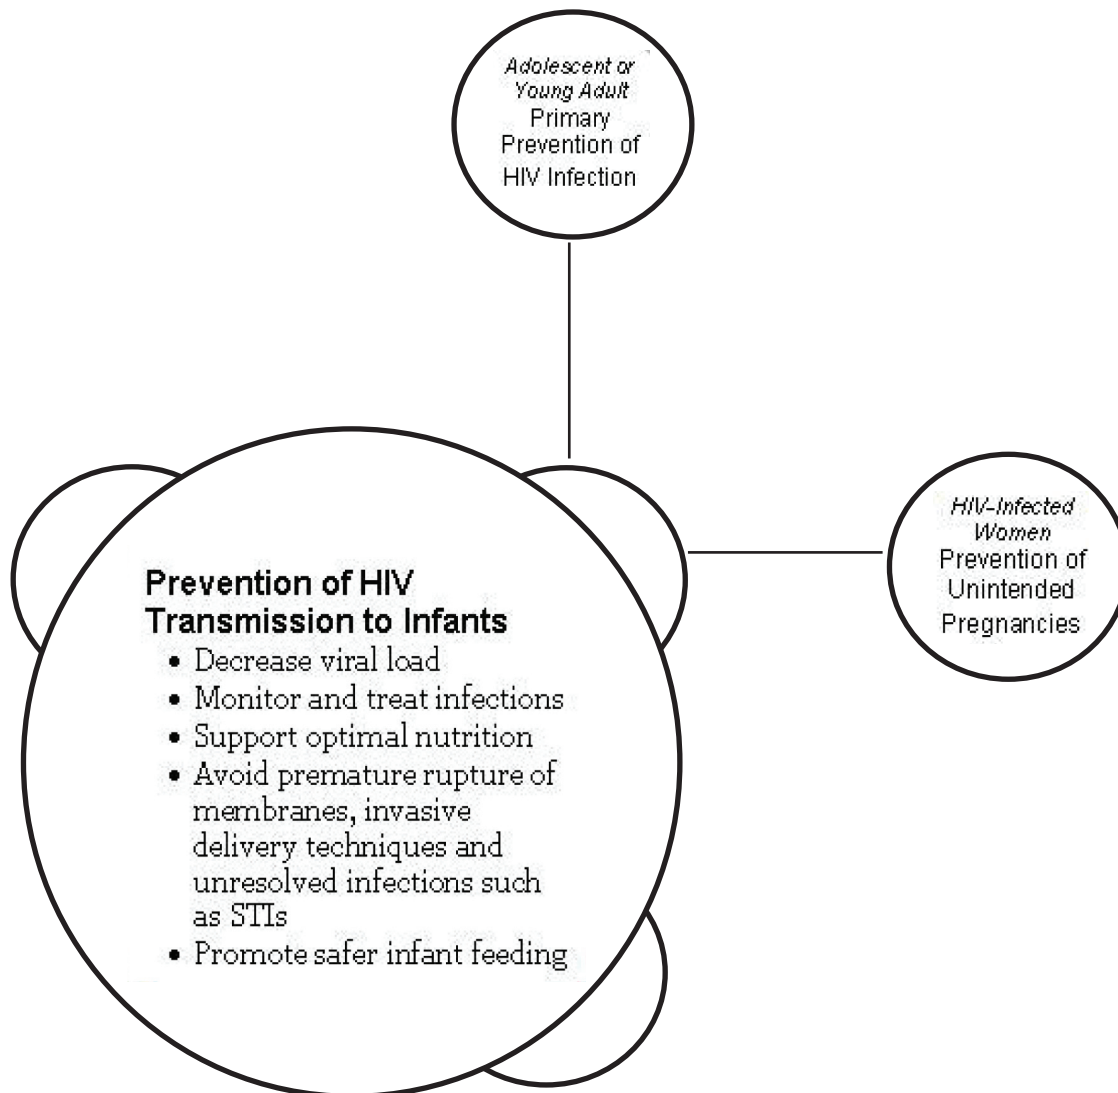 Adolescent or
Young Adult
Primary
Prevention of
HIV Infection
HIV-Infected
Women
Prevention of
Unintended
Pregnancies
Prevention of HIV
Transmission to Infants
• Decrease viral load
• Monitor and treat infections
• Support optimal nutrition
• Avoid premature rupture of
membranes, invasive
delivery techniques and
unresolved infections such
as STIs
• Promote safer infant feeding